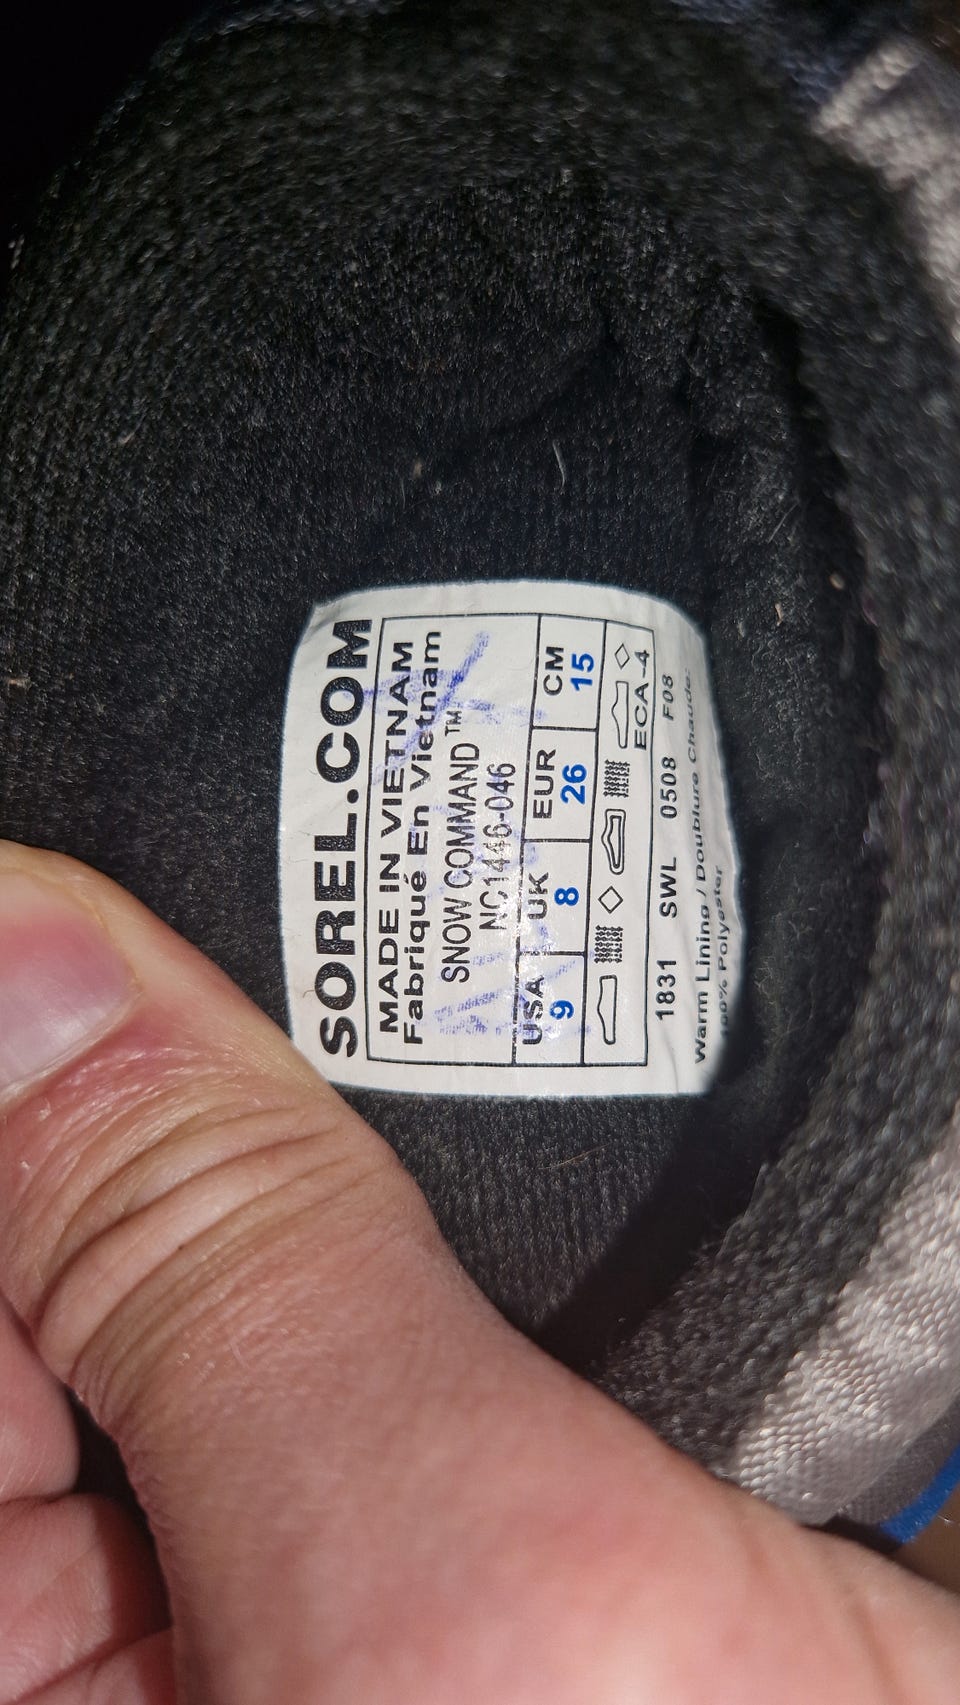 SOREL.COM
MADE IN VIETNAM
Fabriqué En Vietnam
SNOW COMMAND™
NC1446-046
USA UK EUR CM
9 8 26 15
ECA-4
1831 SWL 0508 F08
Warm Lining / Doublure Chaude:
100% Polyester